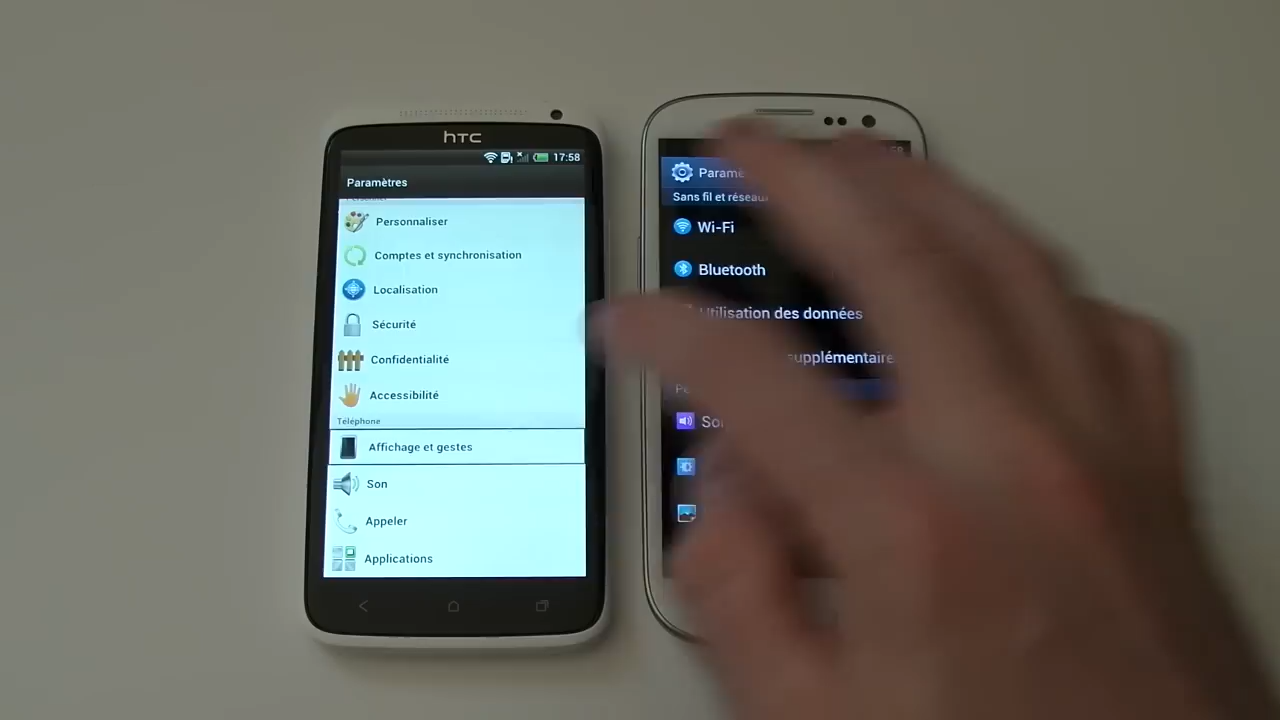 hTC
17:58
Paramètres
Personnaliser
Comptes et synchronisation
Localisation
Sécurité
Confidentialité
Accessibilité
Téléphone
Affichage et gestes
Son
Appeler
Applications
Sans fil et réseau
Wi-Fi
Bluetooth
Utilisation des données
supplémentaire